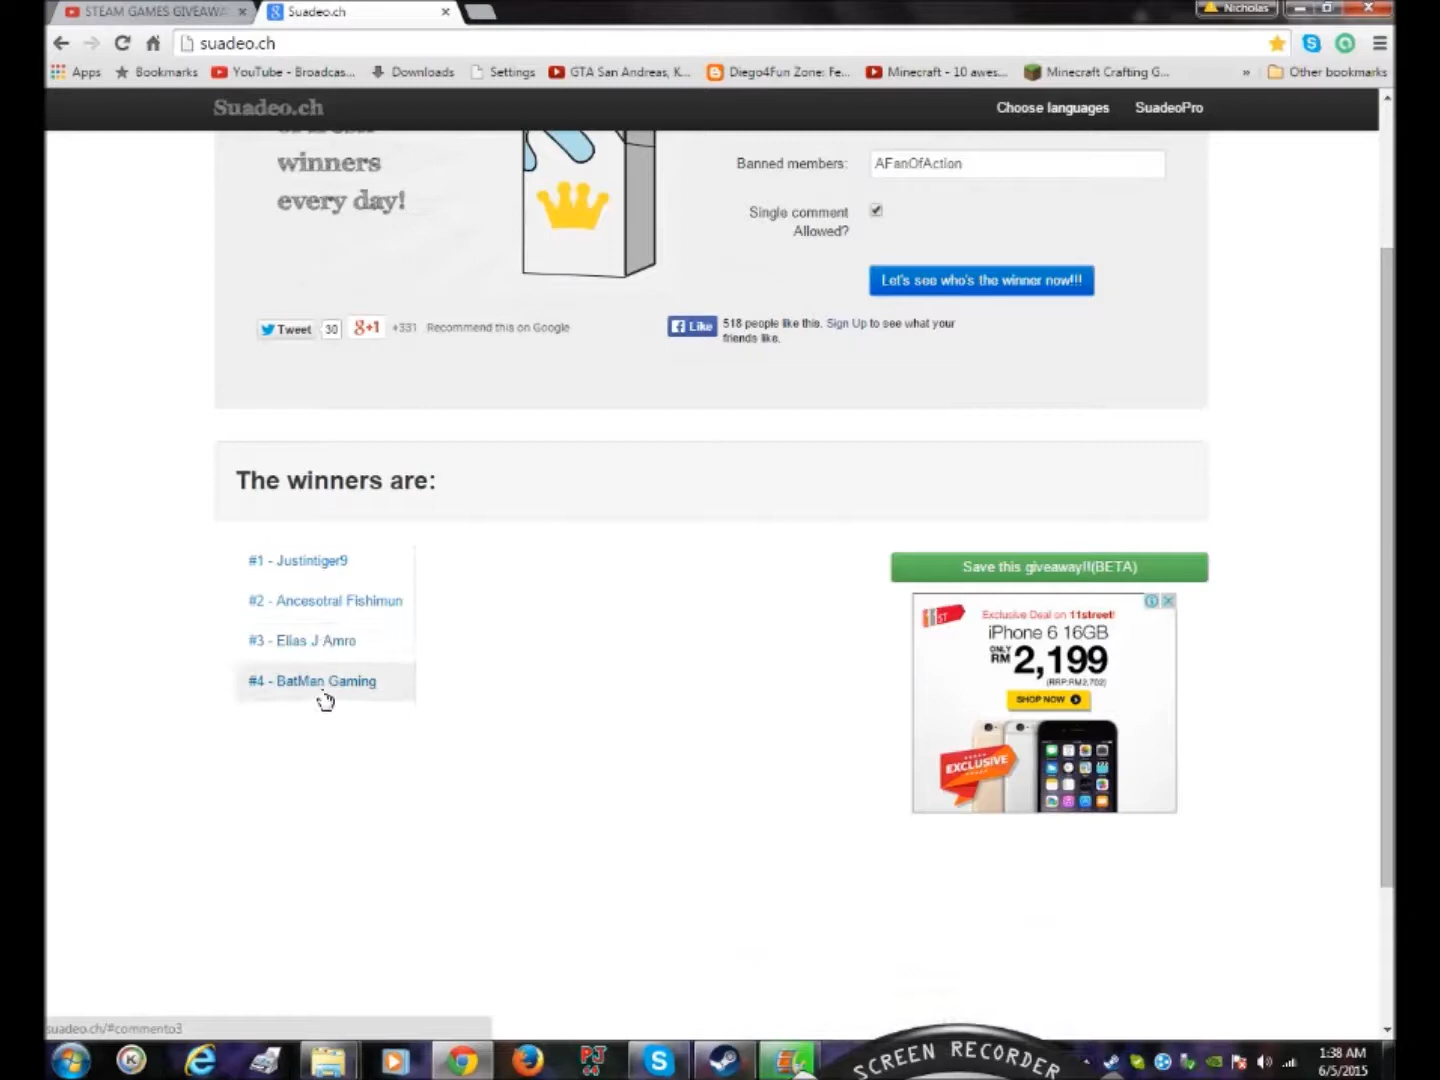 STEAM GAMES GIVEAWA
Suadeo.ch
Nicholas
suadeo.ch
Apps
Bookmarks
YouTube - Broadcas...
Downloads
Settings
GTA San Andreas, K...
Diego4Fun Zone: Fe...
Minecraft - 10 awes...
Minecraft Crafting G...
»
Other bookmarks
Suadeo.ch
Choose languages
SuadeoPro
winners
every day!
Banned members:
AFanOfAction
Single comment
Allowed?
Let's see who's the winner now!!!
Tweet
30
g+1
+331
Recommend this on Google
Like
518 people like this. Sign Up to see what your
friends like.
The winners are:
#1 - Justintiger9
#2 - Ancesotral Fishimun
#3 - Elias J Amro
#4 - BatMan Gaming
Save this giveaway!!(BETA)
11ST
Exclusive Deal on 11street!
iPhone 6 16GB
ONLY
RM 2,199
(RRP:RM2,702)
SHOP NOW
EXCLUSIVE
suadeo.ch/#commento3
SCREEN RECORDER
1:38 AM
6/5/2015